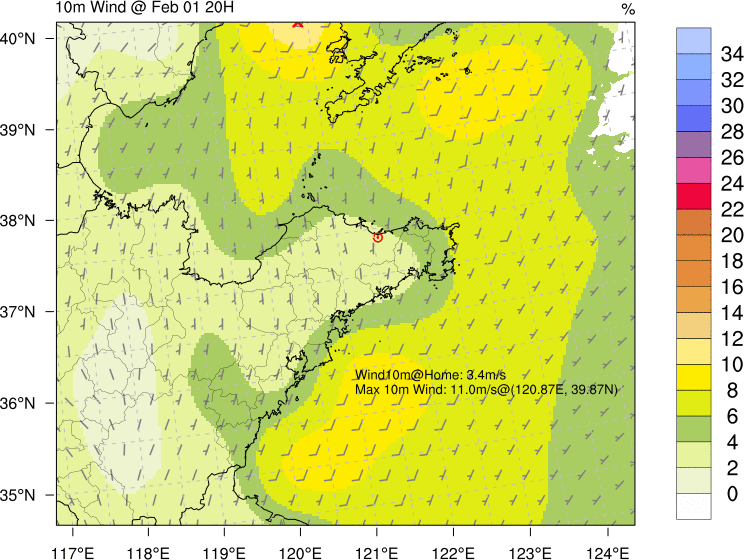 10m Wind @ Feb 01 20H
%
40°N
39°N
38°N
37°N
36°N
35°N
117°E
118°E
119°E
120°E
121°E
122°E
123°E
124°E
Wind10m@Home: 3.4m/s
Max 10m Wind: 11.0m/s@(120.87E, 39.87N)
34
32
30
28
26
24
22
20
18
16
14
12
10
8
6
4
2
0